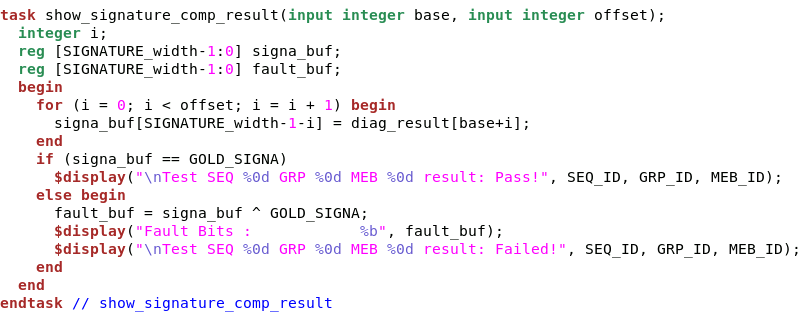 task show_signature_comp_result(input integer base, input integer offset);
  integer i;
  reg [SIGNATURE_width-1:0] signa_buf;
  reg [SIGNATURE_width-1:0] fault_buf;
  begin
    for (i = 0; i < offset; i = i + 1) begin
      signa_buf[SIGNATURE_width-1-i] = diag_result[base+i];
    end
    if (signa_buf == GOLD_SIGNA)
      $display("\nTest SEQ %0d GRP %0d MEB %0d result: Pass!", SEQ_ID, GRP_ID, MEB_ID);
    else begin
      fault_buf = signa_buf ^ GOLD_SIGNA;
      $display("Fault Bits :            %b", fault_buf);
      $display("\nTest SEQ %0d GRP %0d MEB %0d result: Failed!", SEQ_ID, GRP_ID, MEB_ID);
    end
  end
endtask // show_signature_comp_result